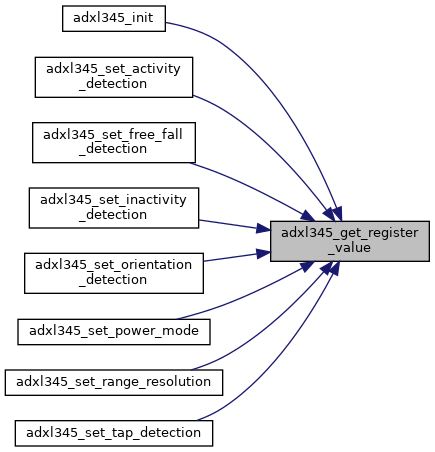 adxl345_init
adxl345_set_activity
_detection
adxl345_set_free_fall
_detection
adxl345_set_inactivity
_detection
adxl345_get_register
_value
adxl345_set_orientation
_detection
adxl345_set_power_mode
adxl345_set_range_resolution
adxl345_set_tap_detection